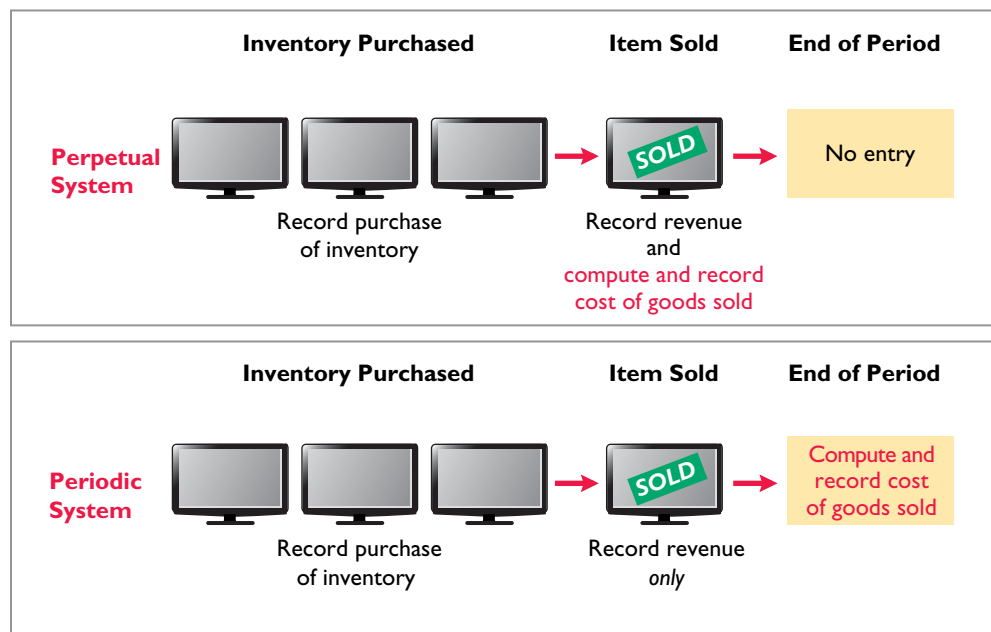 Inventory Purchased Item Sold End of Period
Perpetual
System
SOLD
No entry
Record purchase
of inventory
Record revenue
and
compute and record
cost of goods sold
Inventory Purchased Item Sold End of Period
Periodic
System
SOLD
Compute and
record cost
of goods sold
Record purchase
of inventory
Record revenue
only